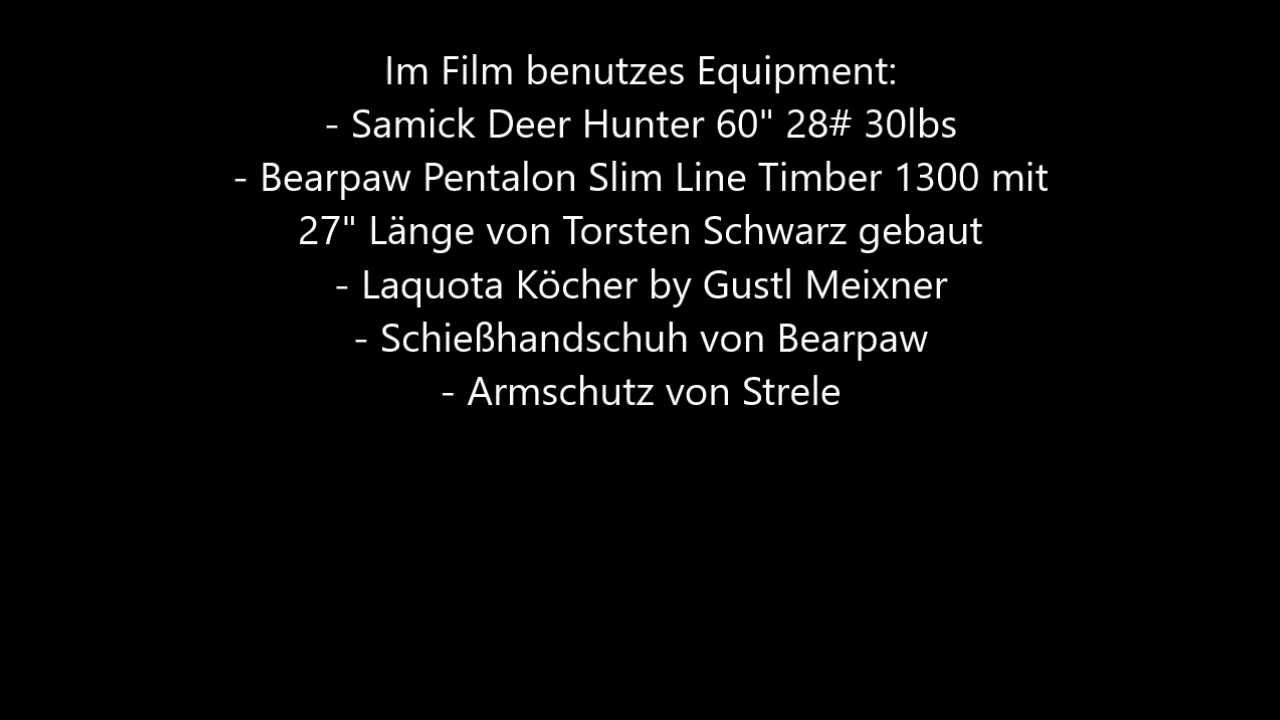 Im Film benutzes Equipment:
- Samick Deer Hunter 60" 28# 30lbs
- Bearpaw Pentalon Slim Line Timber 1300 mit
27" Länge von Torsten Schwarz gebaut
- Laquota Köcher by Gustl Meixner
- Schießhandschuh von Bearpaw
- Armschutz von Strele